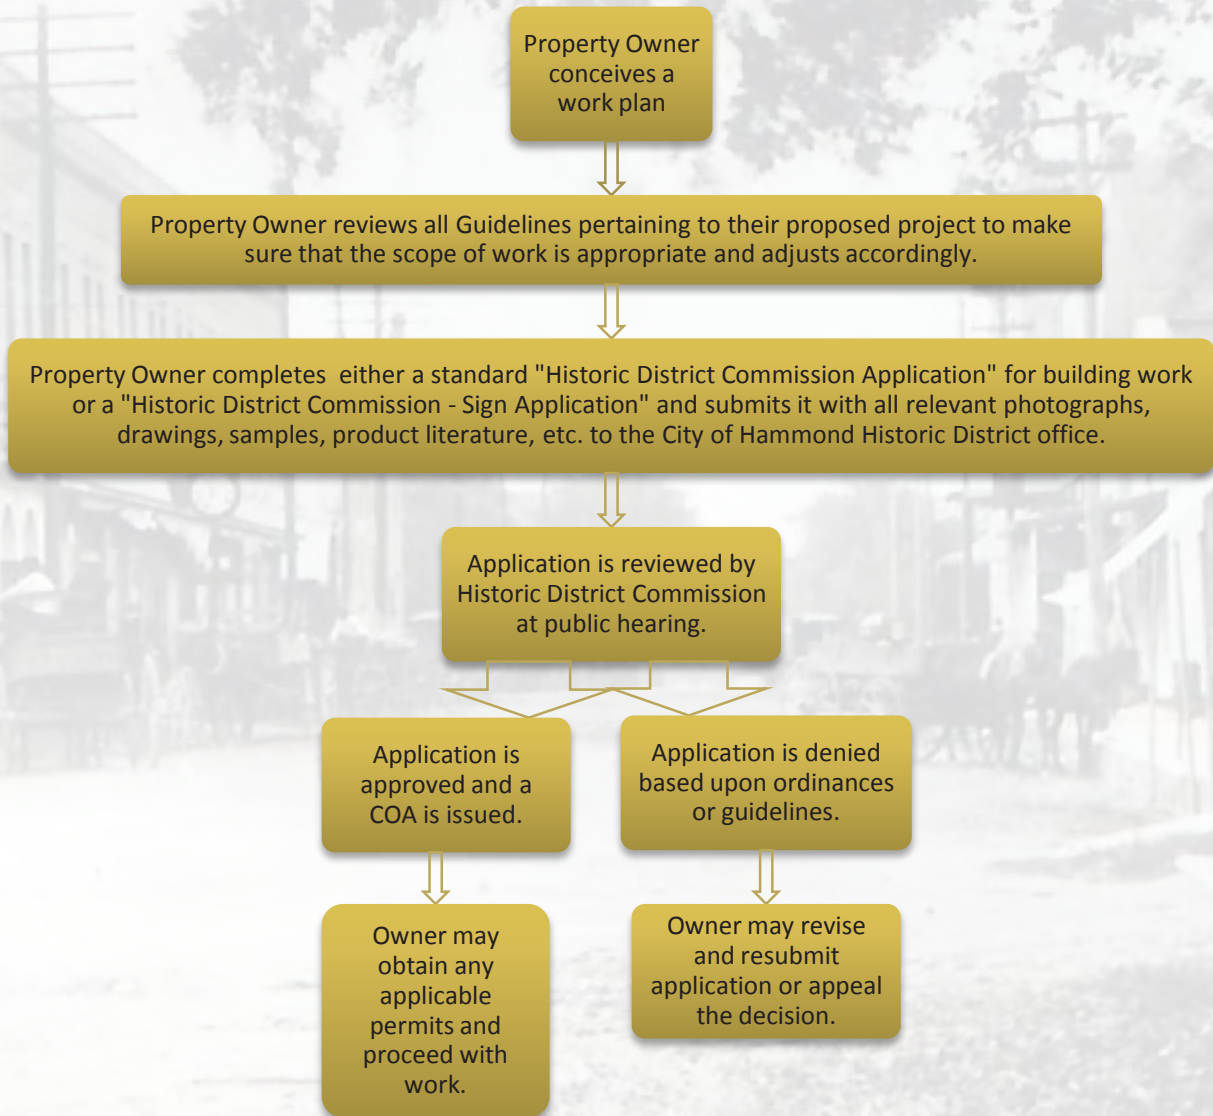 Property Owner
conceives a
work plan
Property Owner reviews all Guidelines pertaining to their proposed project to make
sure that the scope of work is appropriate and adjusts accordingly.
Property Owner completes  either a standard "Historic District Commission Application" for building work
or a "Historic District Commission - Sign Application" and submits it with all relevant photographs,
drawings, samples, product literature, etc. to the City of Hammond Historic District office.
Application is reviewed by
Historic District Commission
at public hearing.
Application is
approved and a
COA is issued.
Application is denied
based upon ordinances
or guidelines.
Owner may
obtain any
applicable
permits and
proceed with
work.
Owner may revise
and resubmit
application or appeal
the decision.